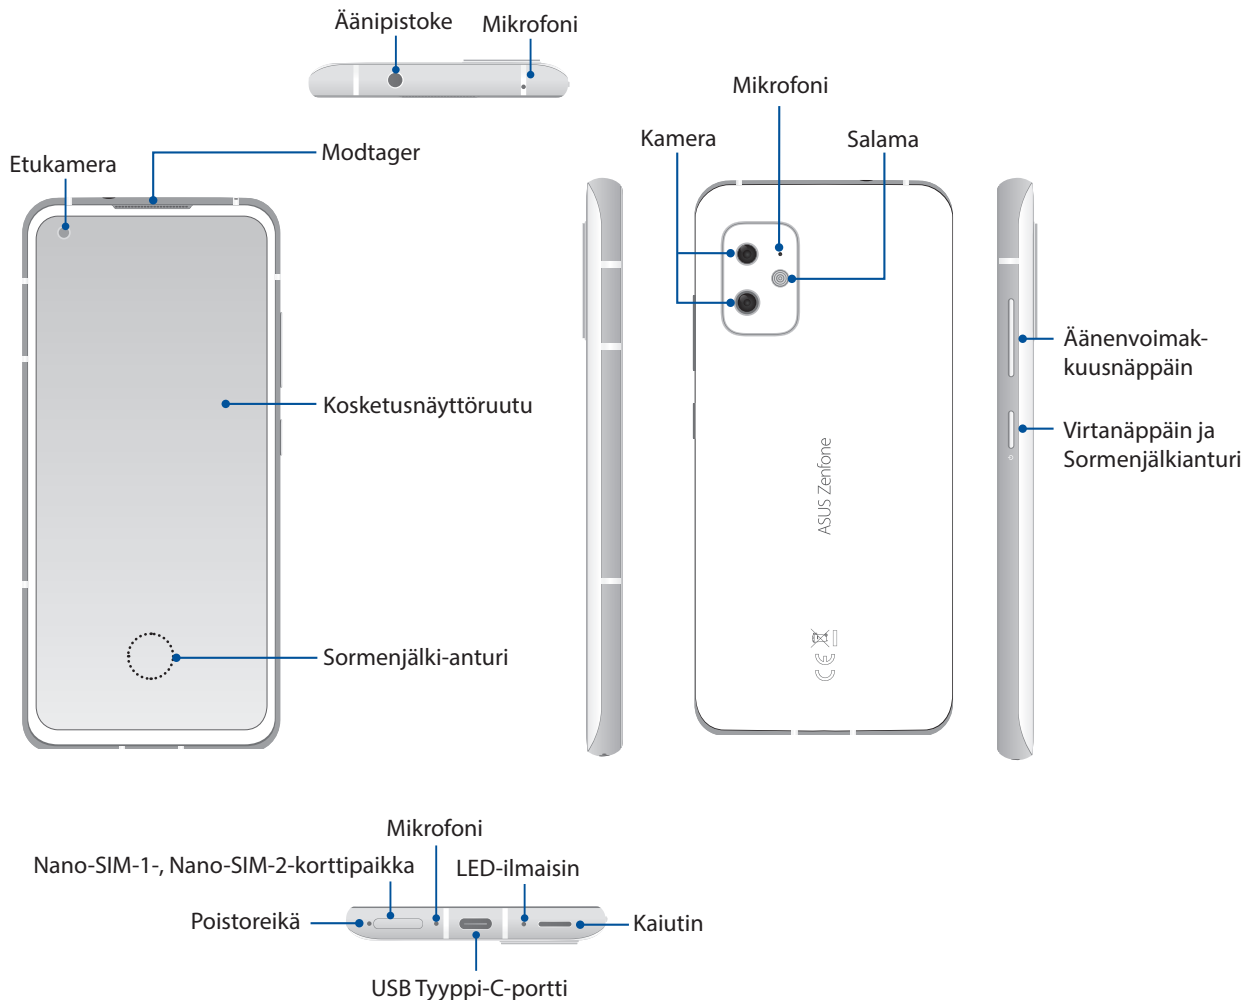 Äänipistoke
Mikrofoni
Mikrofoni
Kamera
Salama
Etukamera
Modtager
Kosketusnäyttöruutu
Äänenvoimak-
kuusnäppäin
Virtanäppäin ja
Sormenjälkianturi
ASUS Zenfone
CE
Sormenjälki-anturi
Mikrofoni
Nano-SIM-1-, Nano-SIM-2-korttipaikka
LED-ilmaisin
Poistoreikä
Kaiutin
USB Tyyppi-C-portti